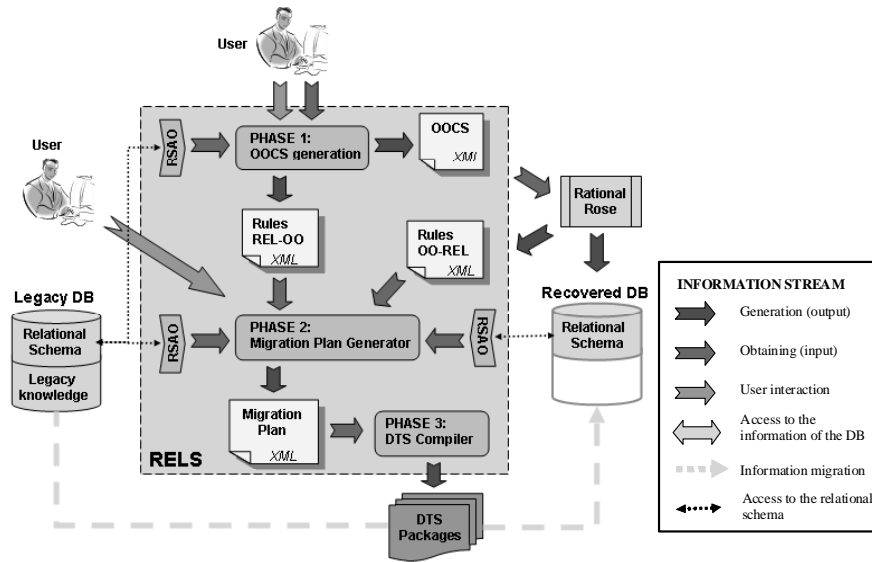 User
User
RSAO
PHASE 1:
OOCS generation
OOCS
XMI
Rational
Rose
Rules
REL-OO
XML
Rules
OO-REL
XML
Legacy DB
Relational
Schema
Legacy
knowledge
RSAO
PHASE 2:
Migration Plan Generator
RSAO
Recovered DB
Relational
Schema
Migration
Plan
XML
PHASE 3:
DTS Compiler
RELS
DTS
Packages
INFORMATION STREAM
Generation (output)
Obtaining (input)
User interaction
Access to the
information of the DB
Information migration
Access to the relational
schema